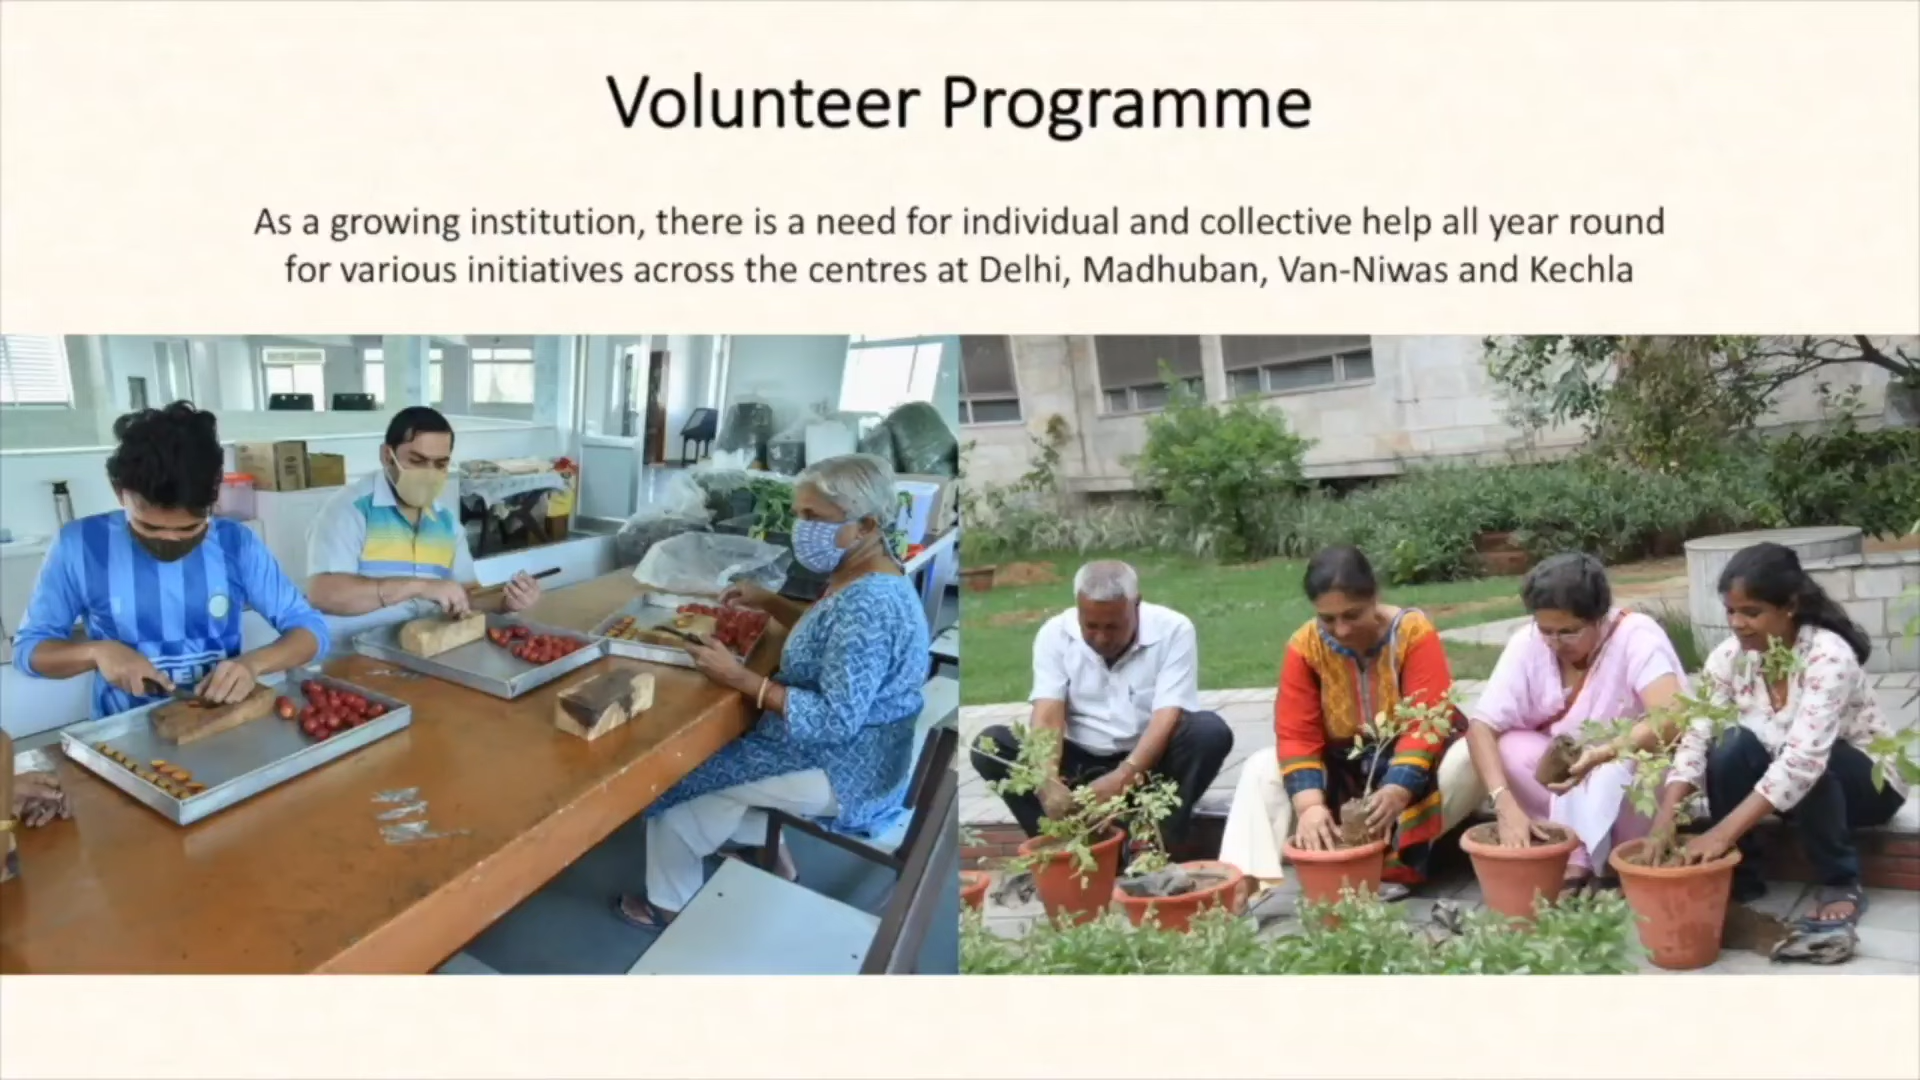 Volunteer Programme
As a growing institution, there is a need for individual and collective help all year round
for various initiatives across the centres at Delhi, Madhuban, Van-Niwas and Kechla